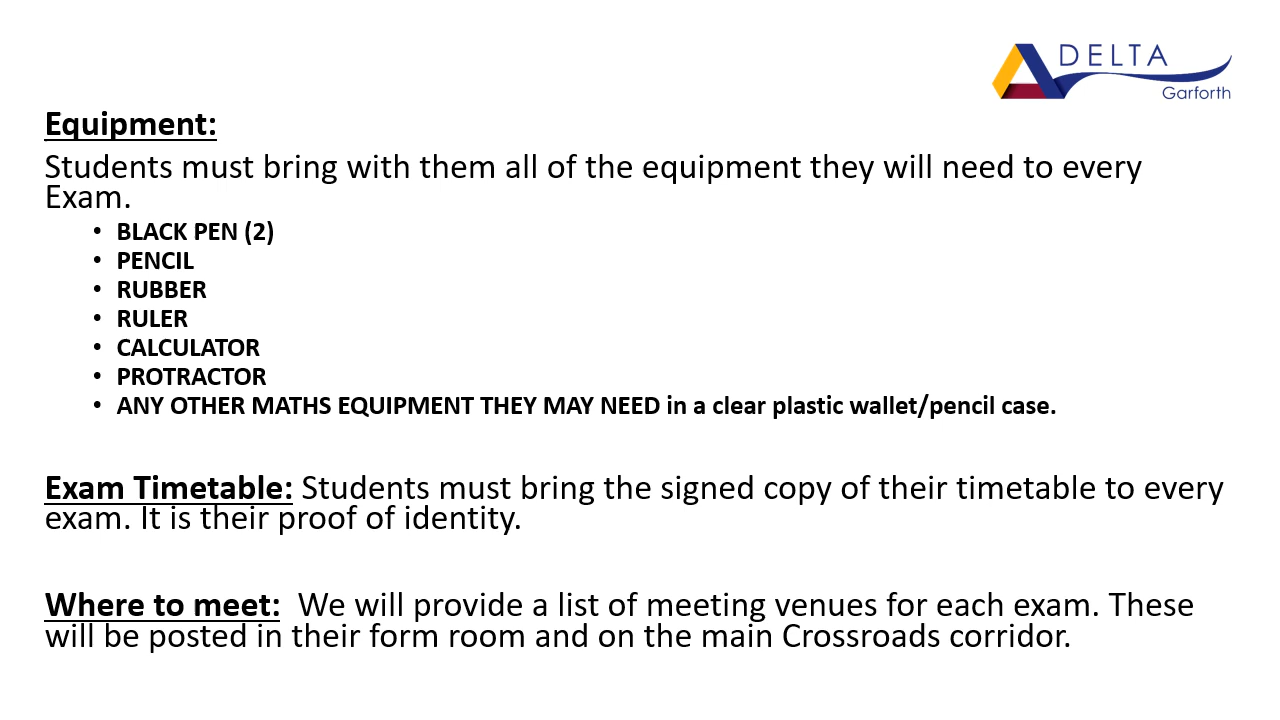 DELTA
Garforth
Equipment:
Students must bring with them all of the equipment they will need to every
Exam.
• BLACK PEN (2)
• PENCIL
• RUBBER
• RULER
• CALCULATOR
• PROTRACTOR
• ANY OTHER MATHS EQUIPMENT THEY MAY NEED in a clear plastic wallet/pencil case.
Exam Timetable: Students must bring the signed copy of their timetable to every
exam. It is their proof of identity.
Where to meet:  We will provide a list of meeting venues for each exam. These
will be posted in their form room and on the main Crossroads corridor.